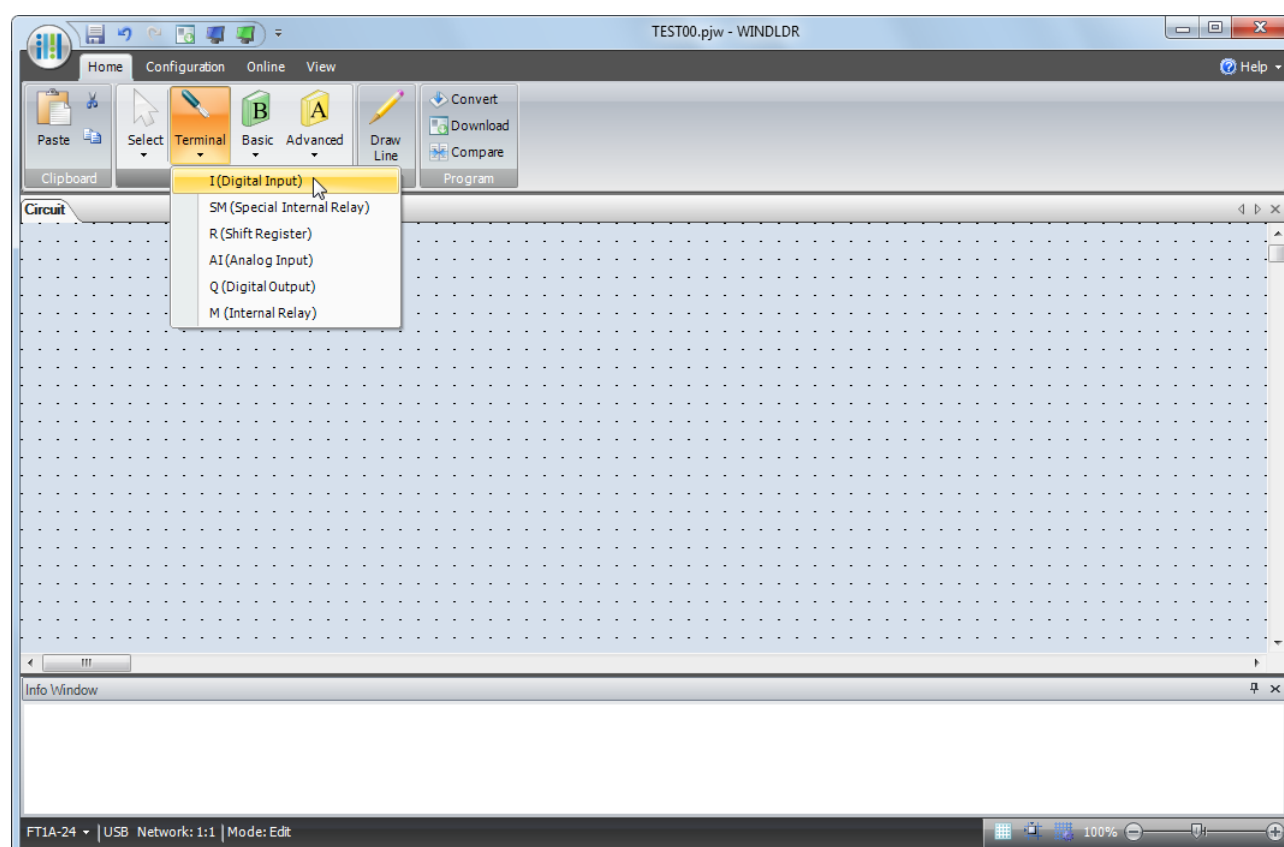 TEST00.pjw - WINDLDR
Home Configuration Online View Help
Paste Select Terminal B Basic A Advanced Draw Line Convert
Download
Compare
Clipboard Program
I (Digital Input)
SM (Special Internal Relay)
R (Shift Register)
AI (Analog Input)
Q (Digital Output)
M (Internal Relay)
Circuit
Info Window
FT1A-24 | USB Network: 1:1 | Mode: Edit 100%